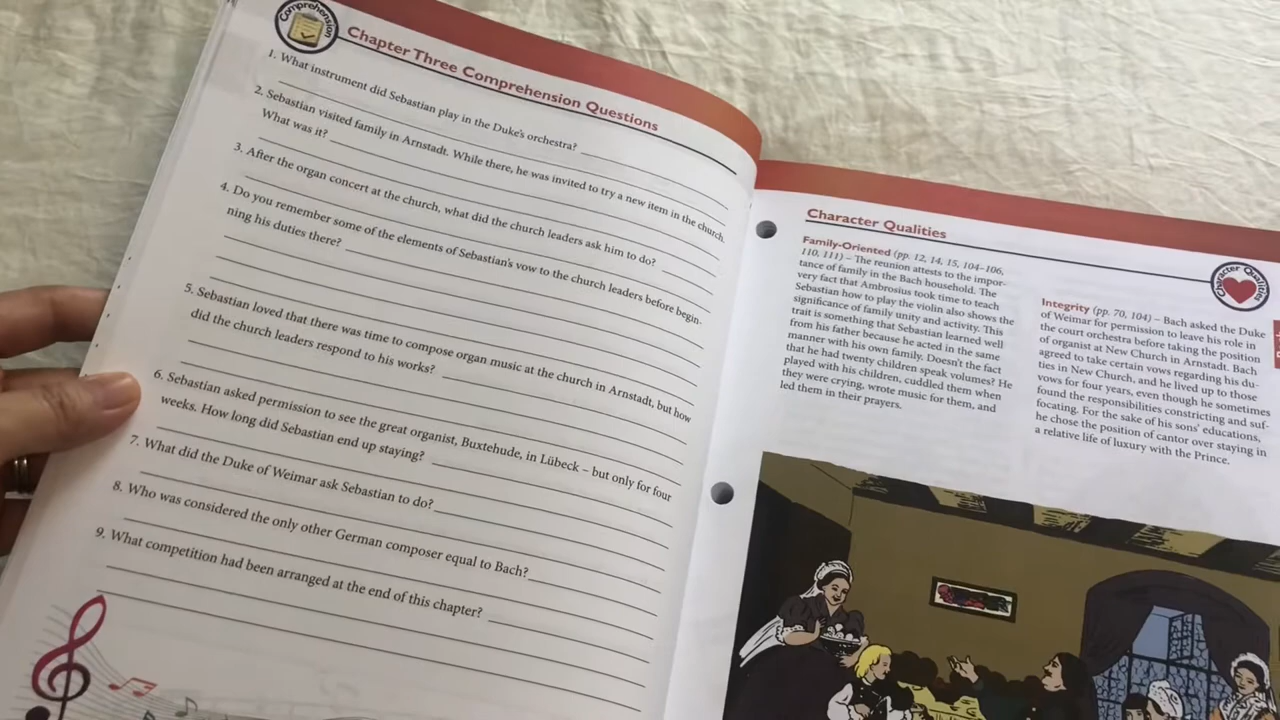 Comprehension
Chapter Three Comprehension Questions
1. What instrument did Sebastian play in the Duke's orchestra?
2. Sebastian visited family in Arnstadt. While there, he was invited to try a new item in the church.
What was it?
3. After the organ concert at the church, what did the church leaders ask him to do?
4. Do you remember some of the elements of Sebastian's vow to the church leaders before begin-
ning his duties there?
5. Sebastian loved that there was time to compose organ music at the church in Arnstadt, but how
did the church leaders respond to his works?
6. Sebastian asked permission to see the great organist, Buxtehude, in Lübeck – but only for four
weeks. How long did Sebastian end up staying?
7. What did the Duke of Weimar ask Sebastian to do?
8. Who was considered the only other German composer equal to Bach?
9. What competition had been arranged at the end of this chapter?
Character Qualities
Character Qualities
Family-Oriented (pp. 12, 14, 15, 104–106,
110, 111) – The reunion attests to the impor-
tance of family in the Bach household. The
very fact that Ambrosius took time to teach
Sebastian how to play the violin also shows the
significance of family unity and activity. This
trait is something that Sebastian learned well
from his father because he acted in the same
manner with his own family. Doesn't the fact
that he had twenty children speak volumes? He
played with his children, cuddled them when
they were crying, wrote music for them, and
led them in their prayers.
Integrity (pp. 70, 104) – Bach asked the Duke
of Weimar for permission to leave his role in
the court orchestra before taking the position
of organist at New Church in Arnstadt. Bach
agreed to take certain vows regarding his du-
ties in New Church, and he lived up to those
vows for four years, even though he sometimes
found the responsibilities constricting and suf-
focating. For the sake of his sons' educations,
he chose the position of cantor over staying in
a relative life of luxury with the Prince.